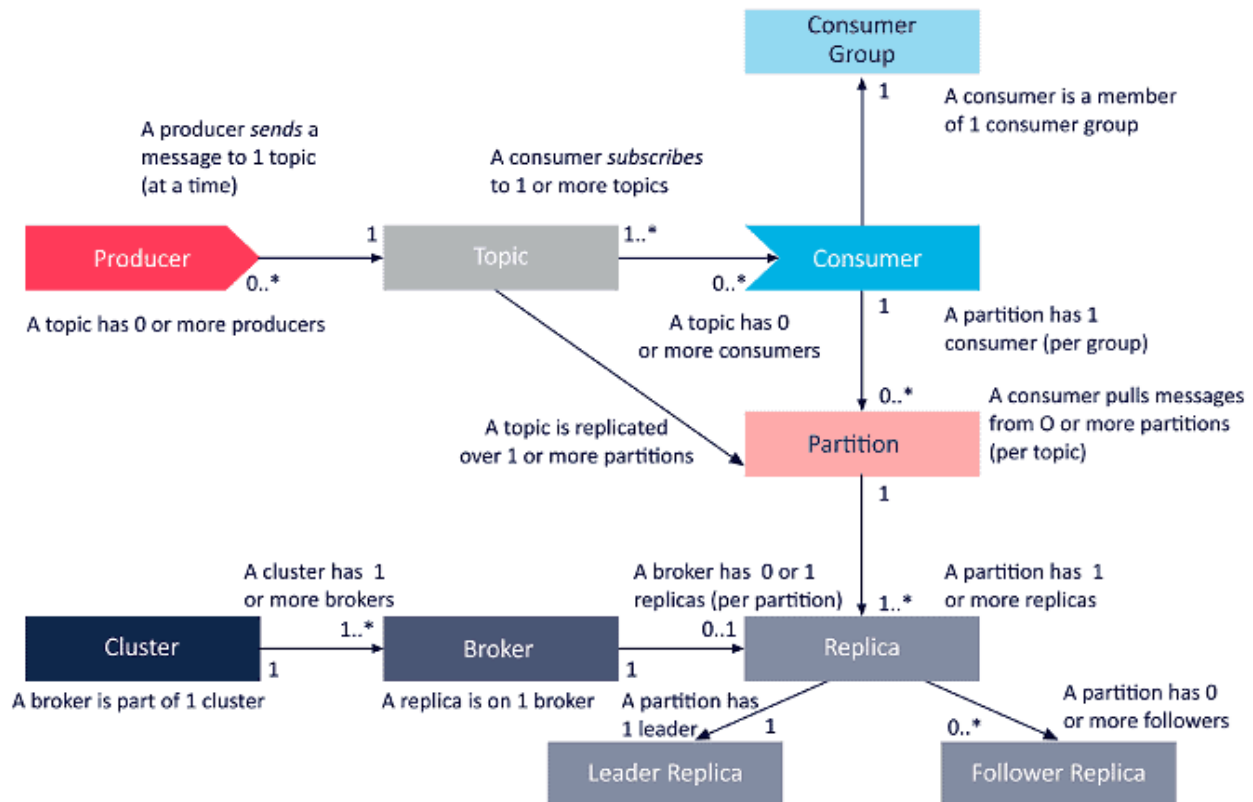 Consumer
Group
1
A consumer is a member
of 1 consumer group
A producer sends a
message to 1 topic
(at a time)
A consumer subscribes
to 1 or more topics
Producer
0..*
1
Topic
1..*
0..*
Consumer
A topic has 0 or more producers
A topic has 0
or more consumers
1
A partition has 1
consumer (per group)
0..*
A consumer pulls messages
from O or more partitions
(per topic)
A topic is replicated
over 1 or more partitions
Partition
1
A cluster has 1
or more brokers
A broker has 0 or 1
replicas (per partition)
A partition has 1
or more replicas
1..*
Cluster
1..*
1
Broker
0..1
1
Replica
A broker is part of 1 cluster
A replica is on 1 broker
A partition has
1 leader
1
A partition has 0
or more followers
0..*
Leader Replica
Follower Replica